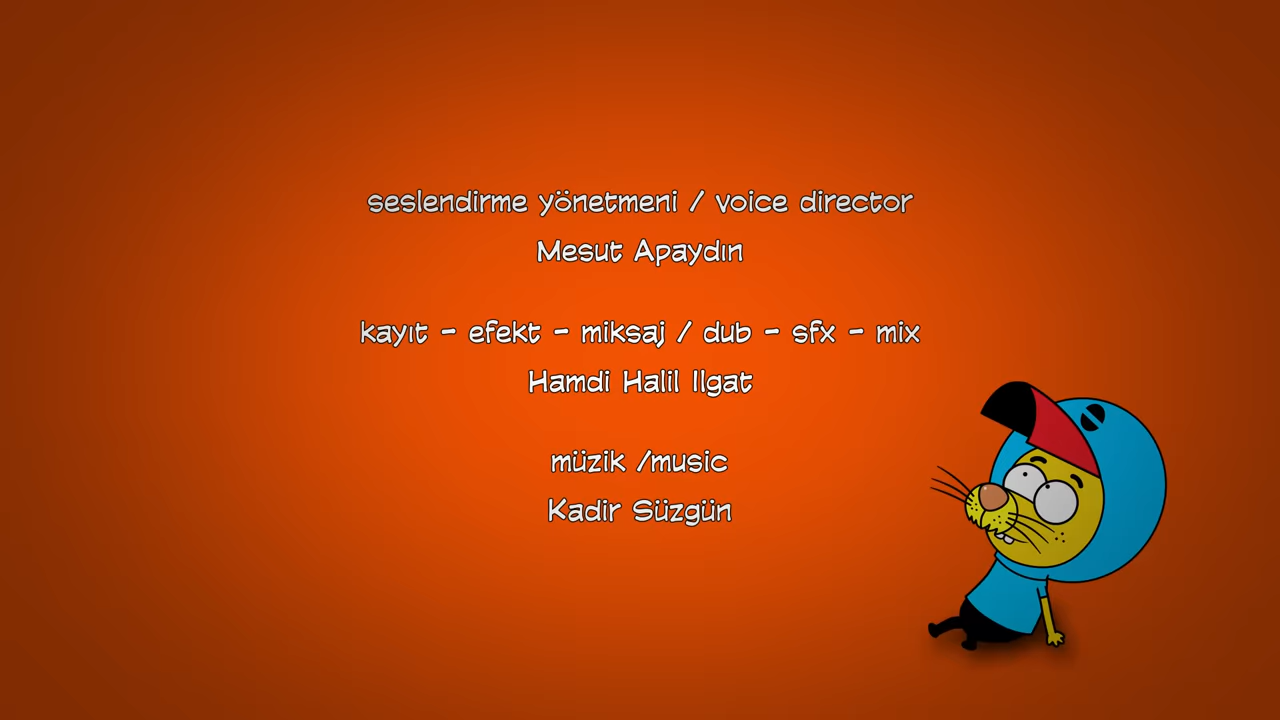 seslendirme yönetmeni / voice director
Mesut Apaydın
kayıt - efekt - miksaj / dub - sfx - mix
Hamdi Halil Ilgat
müzik /music
Kadir Süzgün